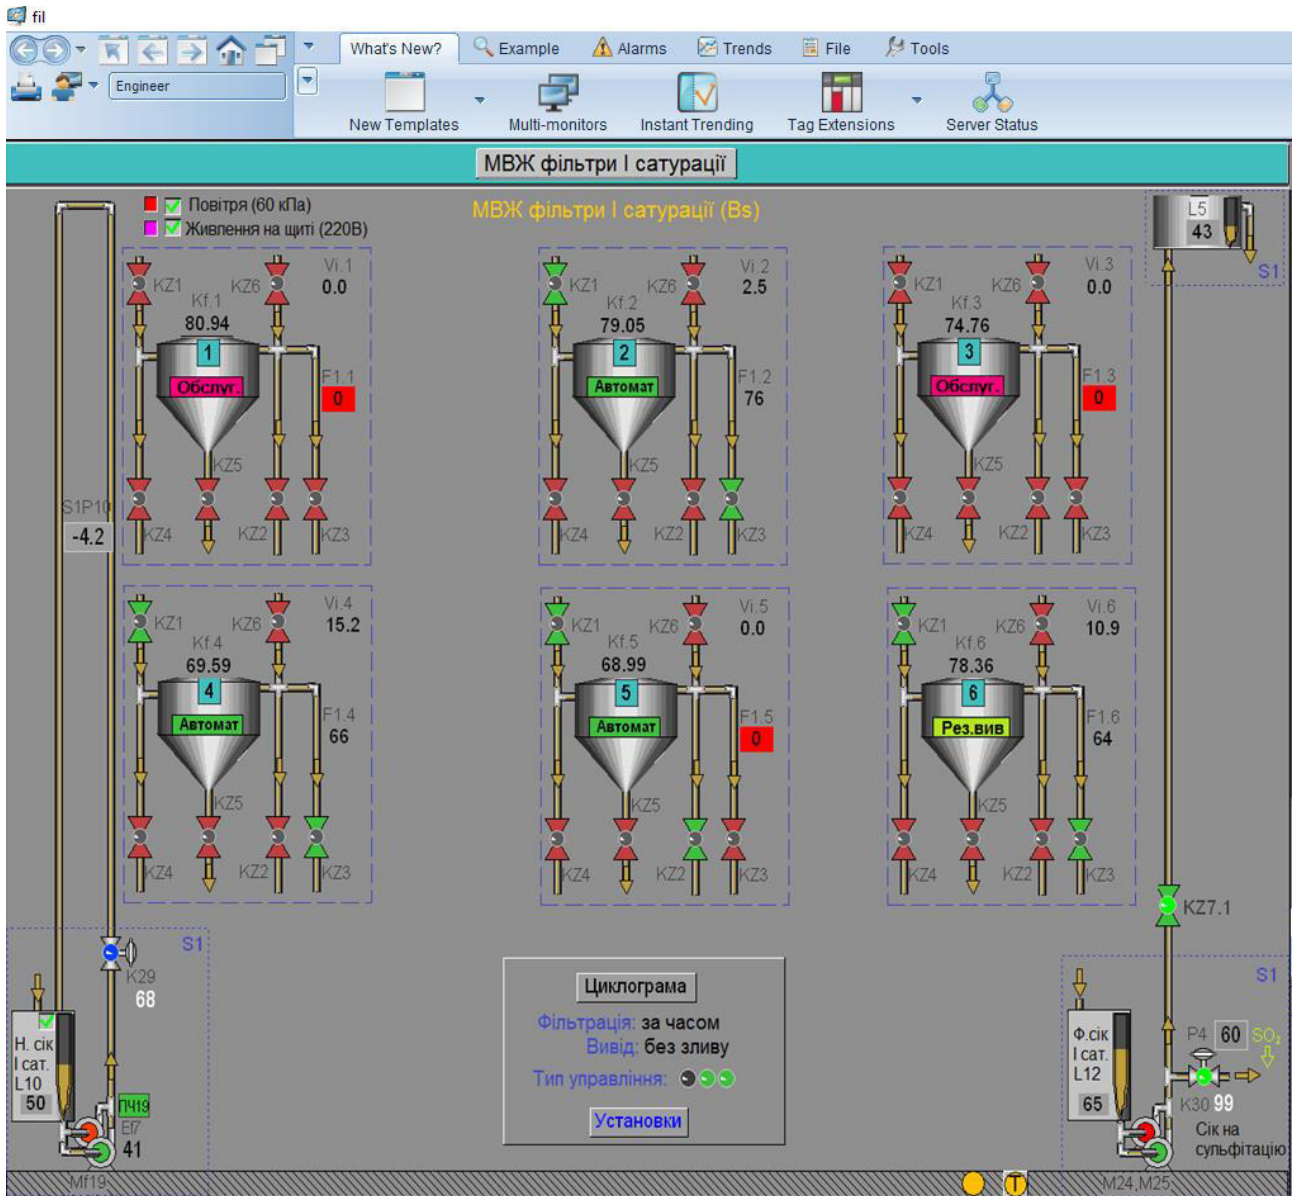 fil
What's New?
Example
Alarms
Trends
File
Tools
Engineer
New Templates
Multi-monitors
Instant Trending
Tag Extensions
Server Status
МВЖ фільтри І сатурації
Повітря (60 кПа)
Живлення на щиті (220В)
МВЖ фільтри І сатурації (Bs)
L5
43
S1
KZ1
KZ6
Vi.1
0.0
Kf.1
80.94
1
Обслуг.
F1.1
0
KZ5
KZ4
KZ2
KZ3
KZ1
KZ6
Vi.2
2.5
Kf.2
79.05
2
Автомат
F1.2
76
KZ5
KZ4
KZ2
KZ3
KZ1
KZ6
Vi.3
0.0
Kf.3
74.76
3
Обслуг.
F1.3
0
KZ5
KZ4
KZ2
KZ3
S1P10
-4.2
KZ1
KZ6
Vi.4
15.2
Kf.4
69.59
4
Автомат
F1.4
66
KZ5
KZ4
KZ2
KZ3
KZ1
KZ6
Vi.5
0.0
Kf.5
68.99
5
Автомат
F1.5
0
KZ5
KZ4
KZ2
KZ3
KZ1
KZ6
Vi.6
10.9
Kf.6
78.36
6
Рез.вив
F1.6
64
KZ5
KZ4
KZ2
KZ3
KZ7.1
S1
K29
68
Н. сік
І сат.
L10
50
ПЧ19
Ef7
41
Mf19
Циклограма
Фільтрація: за часом
Вивід: без зливу
Тип управління:
Установки
S1
Ф.сік
І сат.
L12
65
P4 60 SO₂
K30 99
Сік на
сульфітацію
M24,M25
T